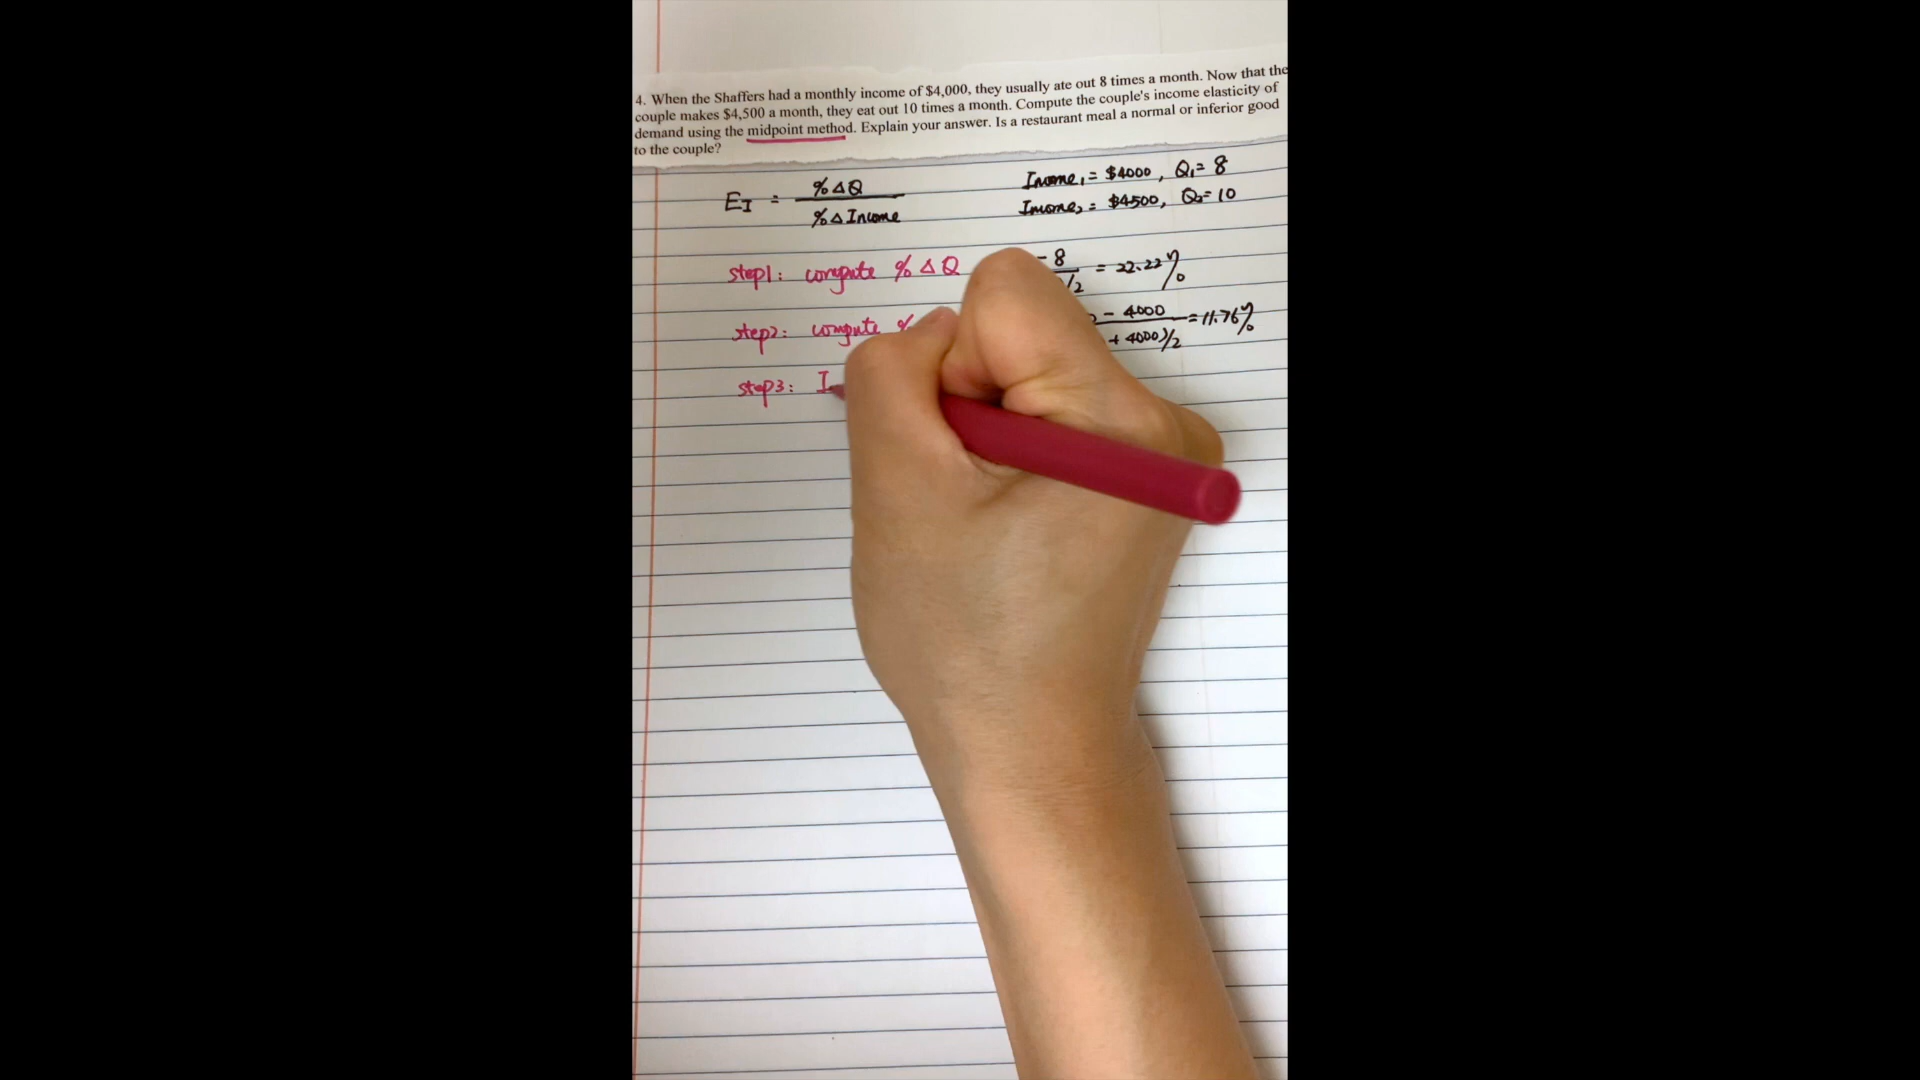 4. When the Shaffers had a monthly income of $4,000, they usually ate out 8 times a month. Now that the
couple makes $4,500 a month, they eat out 10 times a month. Compute the couple's income elasticity of
demand using the midpoint method. Explain your answer. Is a restaurant meal a normal or inferior good
to the couple?
E_I = %ΔQ / %ΔIncome
Income₁ = $4000, Q₁= 8
Income₂ = $4500, Q₂= 10
step1: compute %ΔQ - 8 / /2 = 22.22%
step2: compute % - 4000 / + 4000)/2 = 11.76%
step3: I